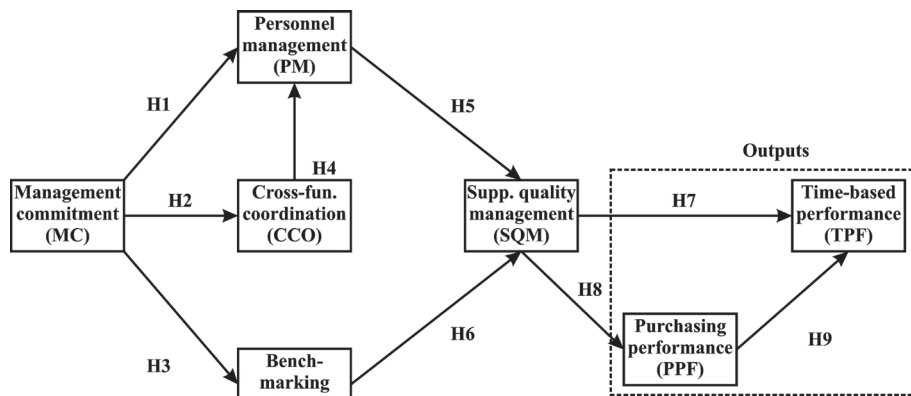 Personnel
management
(PM)
H1
H5
H4
Outputs
Management
commitment
(MC)
H2
Cross-fun.
coordination
(CCO)
Supp. quality
management
(SQM)
H7
Time-based
performance
(TPF)
H8
H3
H6
Bench-
marking
Purchasing
performance
(PPF)
H9